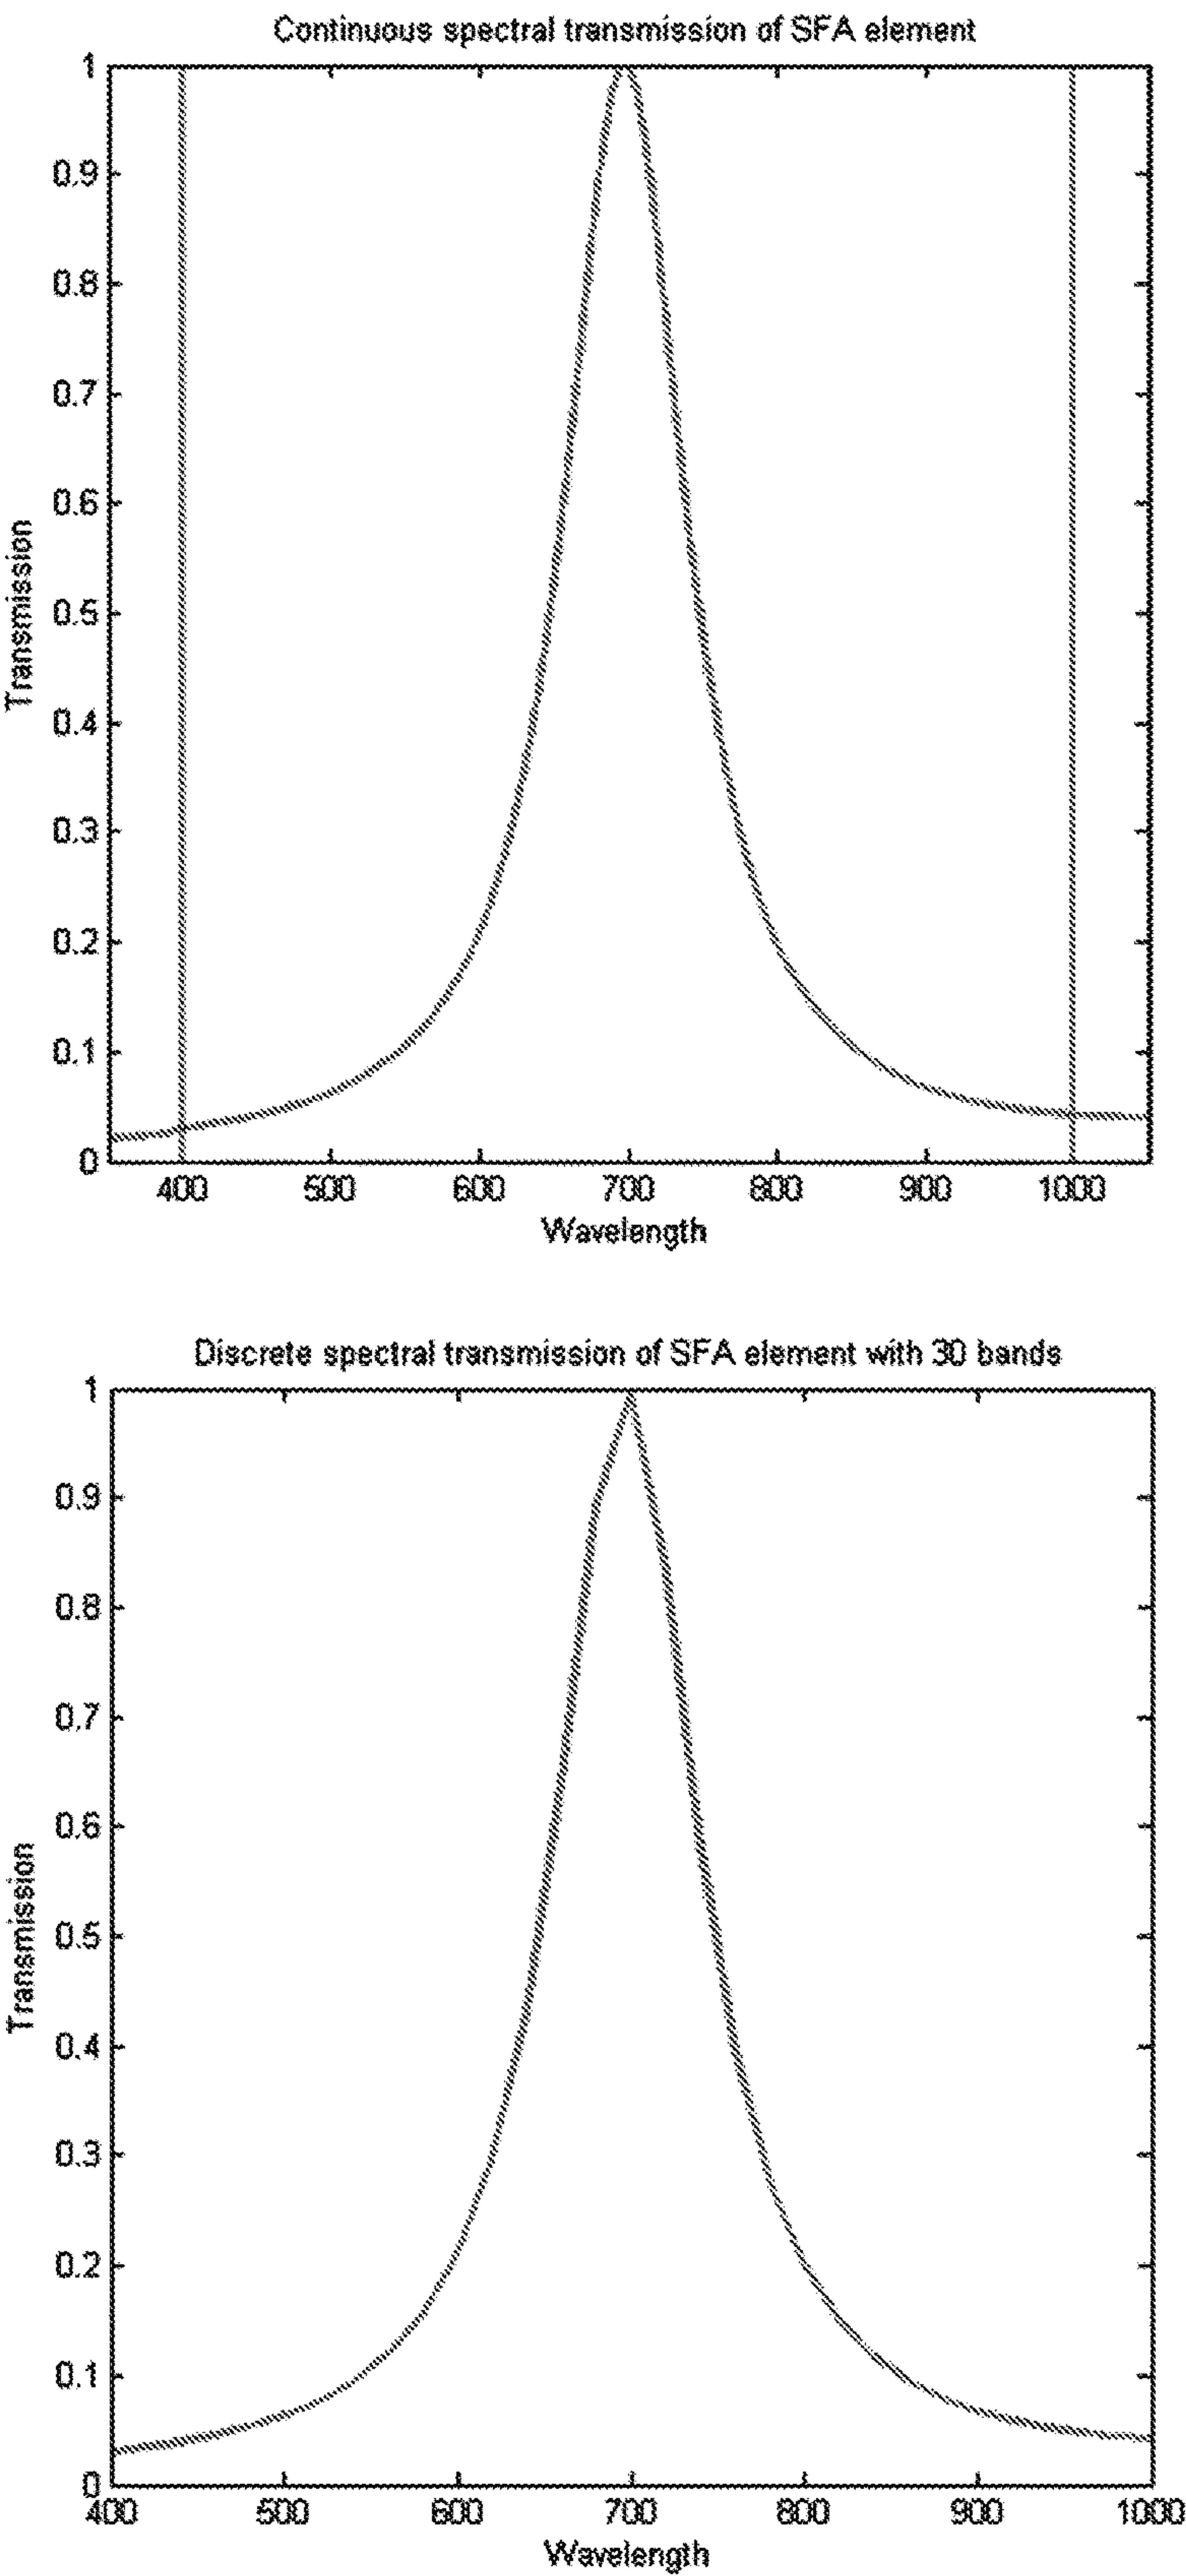 Continuous spectral transmission of SFA element
1
0.9
0.8
0.7
0.6
0.5
0.4
0.3
0.2
0.1
0
Transmission
400 500 600 700 800 900 1000
Wavelength
Discrete spectral transmission of SFA element with 30 bands
1
0.9
0.8
0.7
0.6
0.5
0.4
0.3
0.2
0.1
0
Transmission
400 500 600 700 800 900 1000
Wavelength